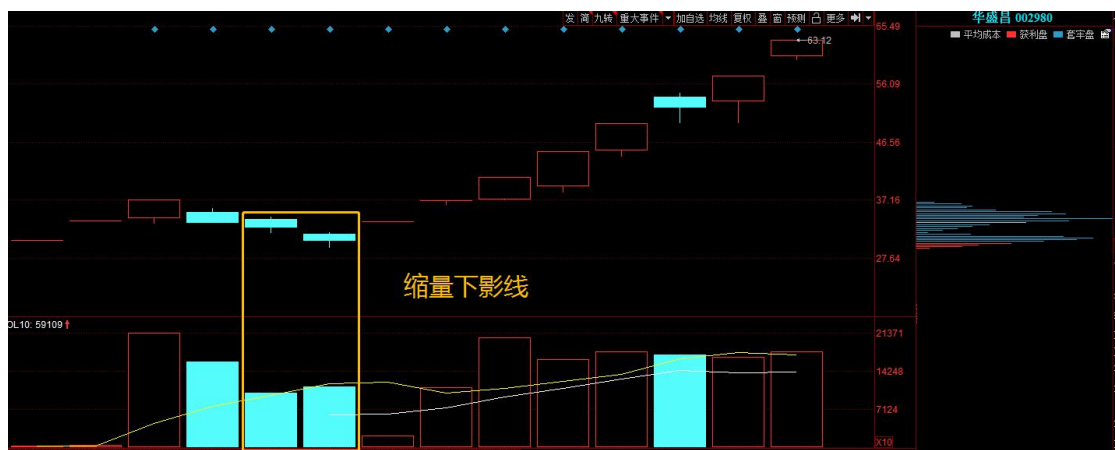 发 简 九转 重大事件 加自选 均线 复权 叠 窗 预测 更多
华盛昌 002980
平均成本 获利盘 套牢盘
65.49
63.12
56.09
46.56
37.16
27.64
缩量下影线
OL10: 59109
21371
14248
7124
X10